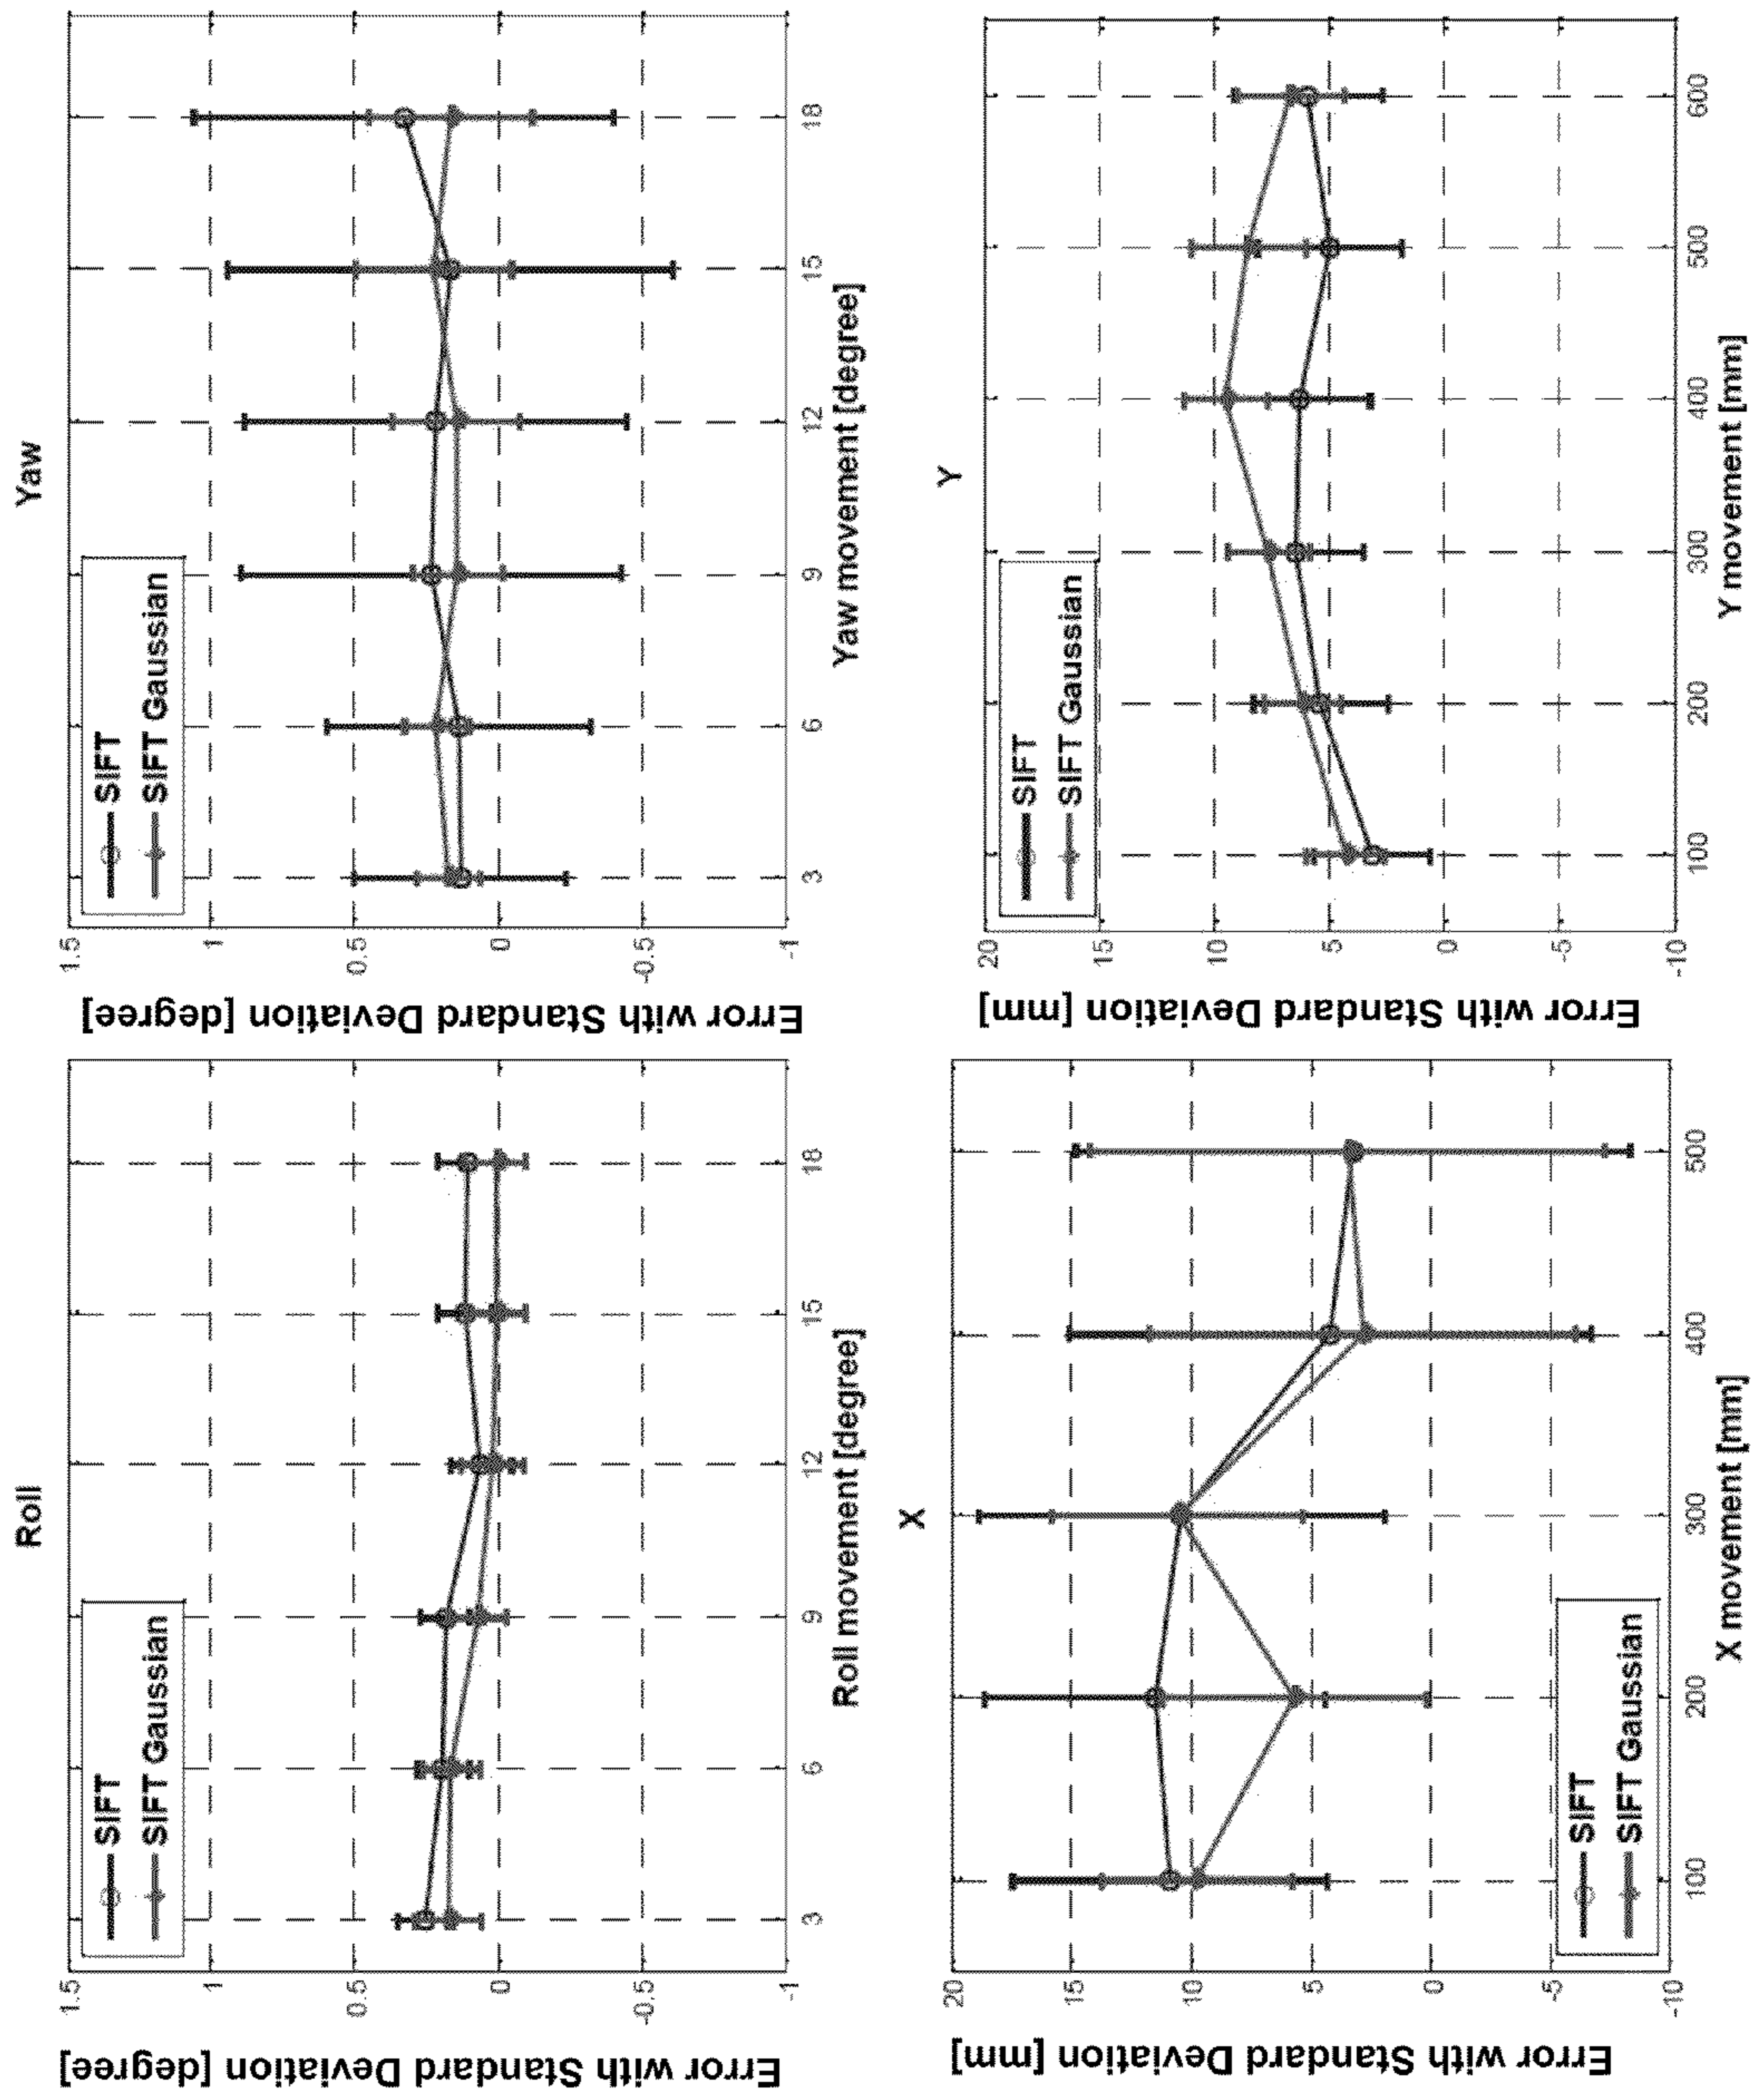 Roll
Error with Standard Deviation [degree]
1.5
1
0.5
0
-0.5
-1
SIFT
SIFT Gaussian
3 6 9 12 15 18
Roll movement [degree]
Yaw
Error with Standard Deviation [degree]
1.5
1
0.5
0
-0.5
-1
SIFT
SIFT Gaussian
3 6 9 12 15 18
Yaw movement [degree]
X
Error with Standard Deviation [mm]
20
15
10
5
0
-5
-10
SIFT
SIFT Gaussian
100 200 300 400 500
X movement [mm]
Y
Error with Standard Deviation [mm]
20
15
10
5
0
-5
-10
SIFT
SIFT Gaussian
100 200 300 400 500 600
Y movement [mm]